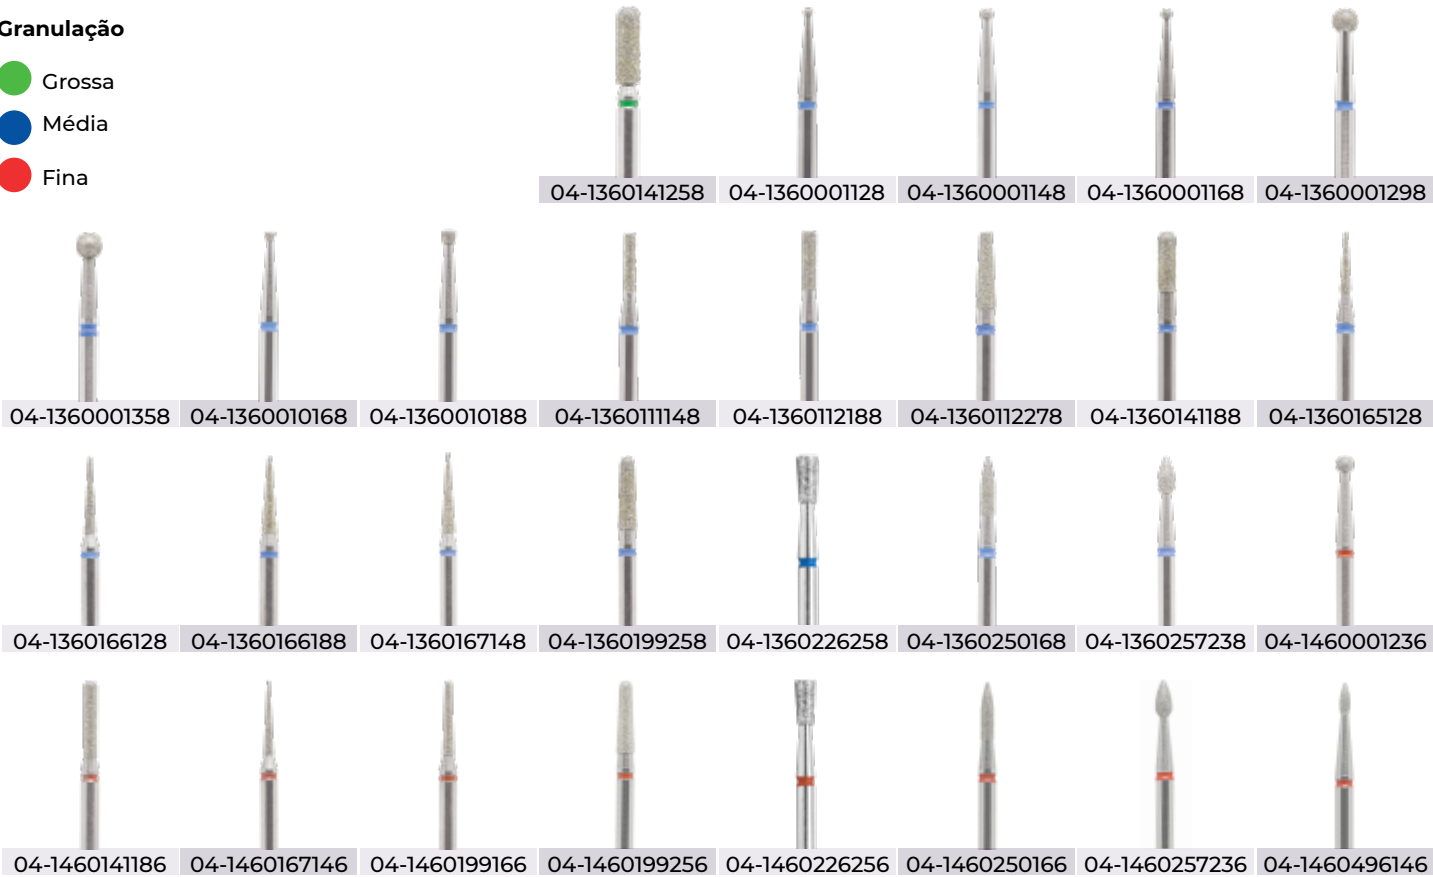 Granulação
Grossa
Média
Fina
04-1360141258 04-1360001128 04-1360001148 04-1360001168 04-1360001298
04-1360001358 04-1360010168 04-1360010188 04-1360111148 04-1360112188 04-1360112278 04-1360141188 04-1360165128
04-1360166128 04-1360166188 04-1360167148 04-1360199258 04-1360226258 04-1360250168 04-1360257238 04-1460001236
04-1460141186 04-1460167146 04-1460199166 04-1460199256 04-1460226256 04-1460250166 04-1460257236 04-1460496146